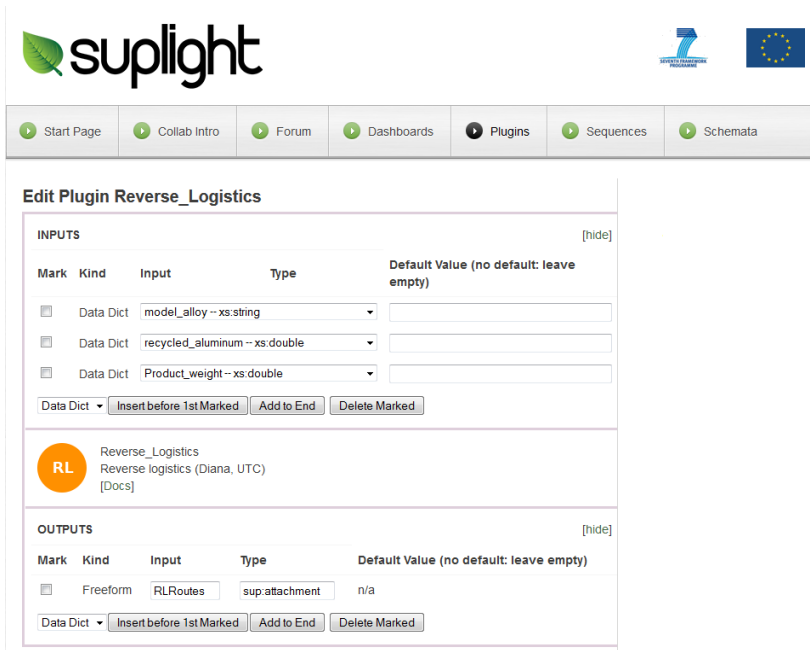 suplight
7
SEVENTH FRAMEWORK
PROGRAMME
Start Page Collab Intro Forum Dashboards Plugins Sequences Schemata
Edit Plugin Reverse_Logistics
INPUTS [hide]
Mark Kind Input Type Default Value (no default: leave
empty)
Data Dict model_alloy -- xs:string
Data Dict recycled_aluminum -- xs:double
Data Dict Product_weight -- xs:double
Data Dict Insert before 1st Marked Add to End Delete Marked
RL
Reverse_Logistics
Reverse logistics (Diana, UTC)
[Docs]
OUTPUTS [hide]
Mark Kind Input Type Default Value (no default: leave empty)
Freeform RLRoutes sup:attachment n/a
Data Dict Insert before 1st Marked Add to End Delete Marked